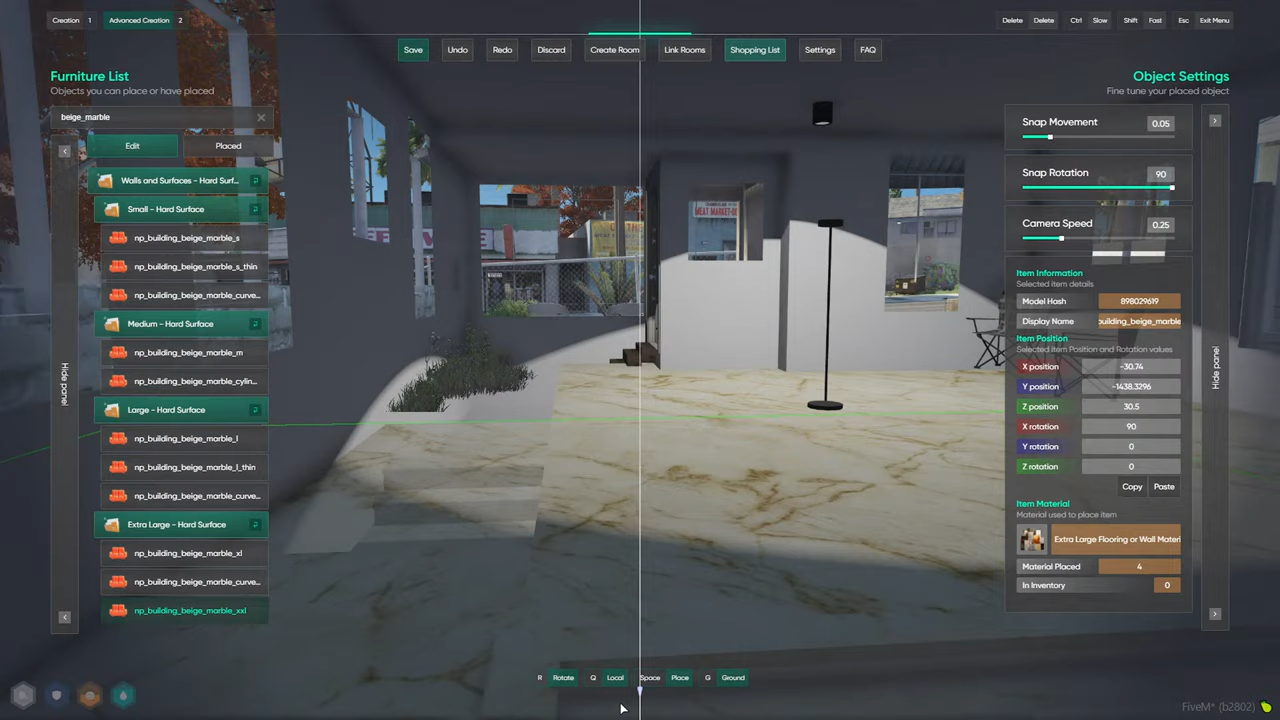 Creation 1 Advanced Creation 2
Delete Delete Ctrl Slow Shift Fast Esc Exit Menu
Save Undo Redo Discard Create Room Link Rooms Shopping List Settings FAQ
Furniture List
Objects you can place or have placed
beige_marble
Edit Placed
Walls and Surfaces - Hard Surf...
Small - Hard Surface
np_building_beige_marble_s
np_building_beige_marble_s_thin
np_building_beige_marble_curve...
Medium - Hard Surface
np_building_beige_marble_m
np_building_beige_marble_cylin...
Large - Hard Surface
np_building_beige_marble_l
np_building_beige_marble_l_thin
np_building_beige_marble_curve...
Extra Large - Hard Surface
np_building_beige_marble_xl
np_building_beige_marble_curve...
np_building_beige_marble_xxl
Hide panel
MEAT MARKET
Object Settings
Fine tune your placed object
Snap Movement 0.05
Snap Rotation 90
Camera Speed 0.25
Item Information
Selected item details
Model Hash 898029619
Display Name building_beige_marble
Item Position
Selected item Position and Rotation values
X position -30.74
Y position -1438.3296
Z position 30.5
X rotation 90
Y rotation 0
Z rotation 0
Copy Paste
Item Material
Material used to place item
Extra Large Flooring or Wall Materi
Material Placed 4
In Inventory 0
Hide panel
R Rotate Q Local Space Place G Ground
FiveM* (b2802)